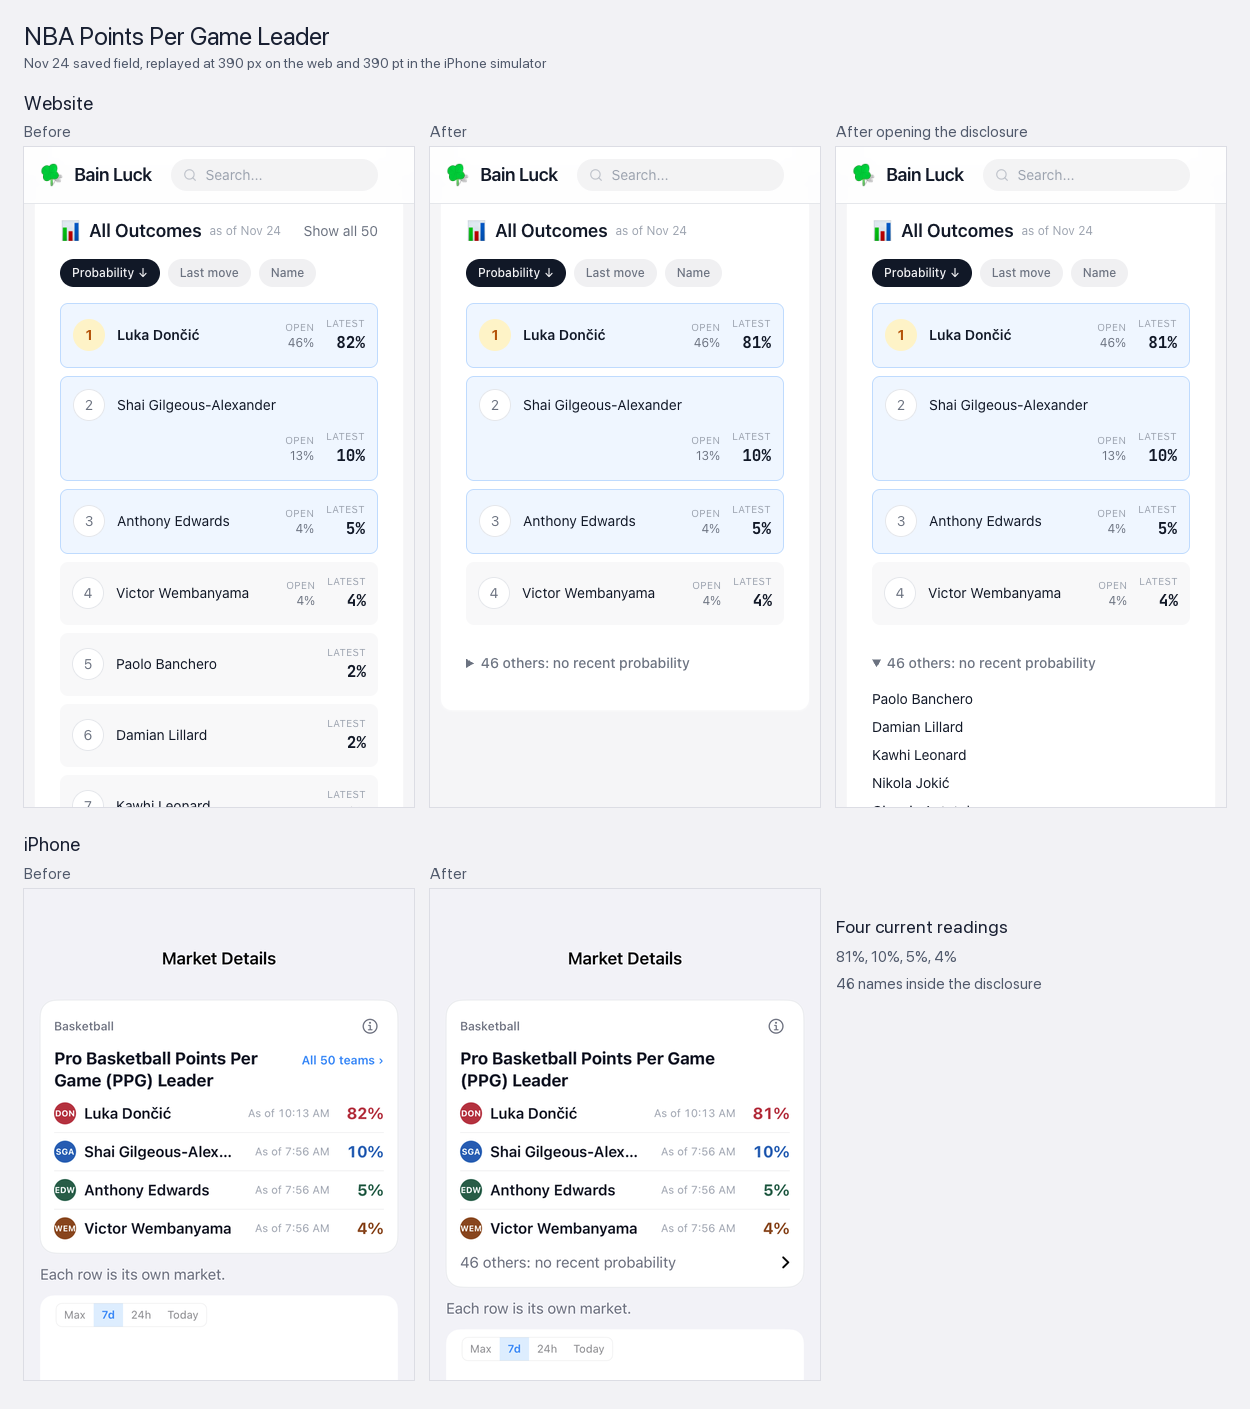 NBA Points Per Game Leader
Nov 24 saved field, replayed at 390 px on the web and 390 pt in the iPhone simulator
Website
Before
Bain Luck
Search...
All Outcomes as of Nov 24 Show all 50
Probability ↓ Last move Name
1 Luka Dončić OPEN 46% LATEST 82%
2 Shai Gilgeous-Alexander
OPEN 13% LATEST 10%
3 Anthony Edwards OPEN 4% LATEST 5%
4 Victor Wembanyama OPEN 4% LATEST 4%
5 Paolo Banchero LATEST 2%
6 Damian Lillard LATEST 2%
7 Kawhi Leonard LATEST
After
Bain Luck
Search...
All Outcomes as of Nov 24
Probability ↓ Last move Name
1 Luka Dončić OPEN 46% LATEST 81%
2 Shai Gilgeous-Alexander
OPEN 13% LATEST 10%
3 Anthony Edwards OPEN 4% LATEST 5%
4 Victor Wembanyama OPEN 4% LATEST 4%
▶ 46 others: no recent probability
After opening the disclosure
Bain Luck
Search...
All Outcomes as of Nov 24
Probability ↓ Last move Name
1 Luka Dončić OPEN 46% LATEST 81%
2 Shai Gilgeous-Alexander
OPEN 13% LATEST 10%
3 Anthony Edwards OPEN 4% LATEST 5%
4 Victor Wembanyama OPEN 4% LATEST 4%
▼ 46 others: no recent probability
Paolo Banchero
Damian Lillard
Kawhi Leonard
Nikola Jokić
iPhone
Before
Market Details
Basketball
Pro Basketball Points Per
Game (PPG) Leader
All 50 teams ›
DON Luka Dončić As of 10:13 AM 82%
SGA Shai Gilgeous-Alex... As of 7:56 AM 10%
EDW Anthony Edwards As of 7:56 AM 5%
WEM Victor Wembanyama As of 7:56 AM 4%
Each row is its own market.
Max 7d 24h Today
After
Market Details
Basketball
Pro Basketball Points Per Game
(PPG) Leader
DON Luka Dončić As of 10:13 AM 81%
SGA Shai Gilgeous-Alex... As of 7:56 AM 10%
EDW Anthony Edwards As of 7:56 AM 5%
WEM Victor Wembanyama As of 7:56 AM 4%
46 others: no recent probability
Each row is its own market.
Max 7d 24h Today
Four current readings
81%, 10%, 5%, 4%
46 names inside the disclosure